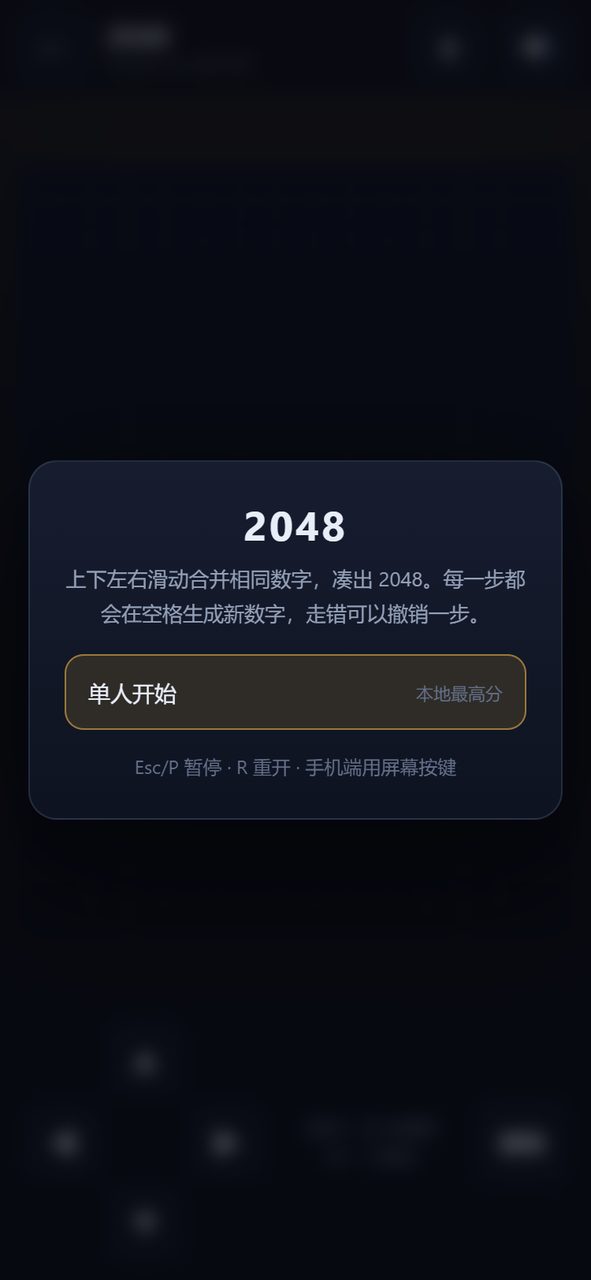 2048
上下左右滑动合并相同数字，凑出 2048。每一步都
会在空格生成新数字，走错可以撤销一步。
单人开始 本地最高分
Esc/P 暂停 · R 重开 · 手机端用屏幕按键